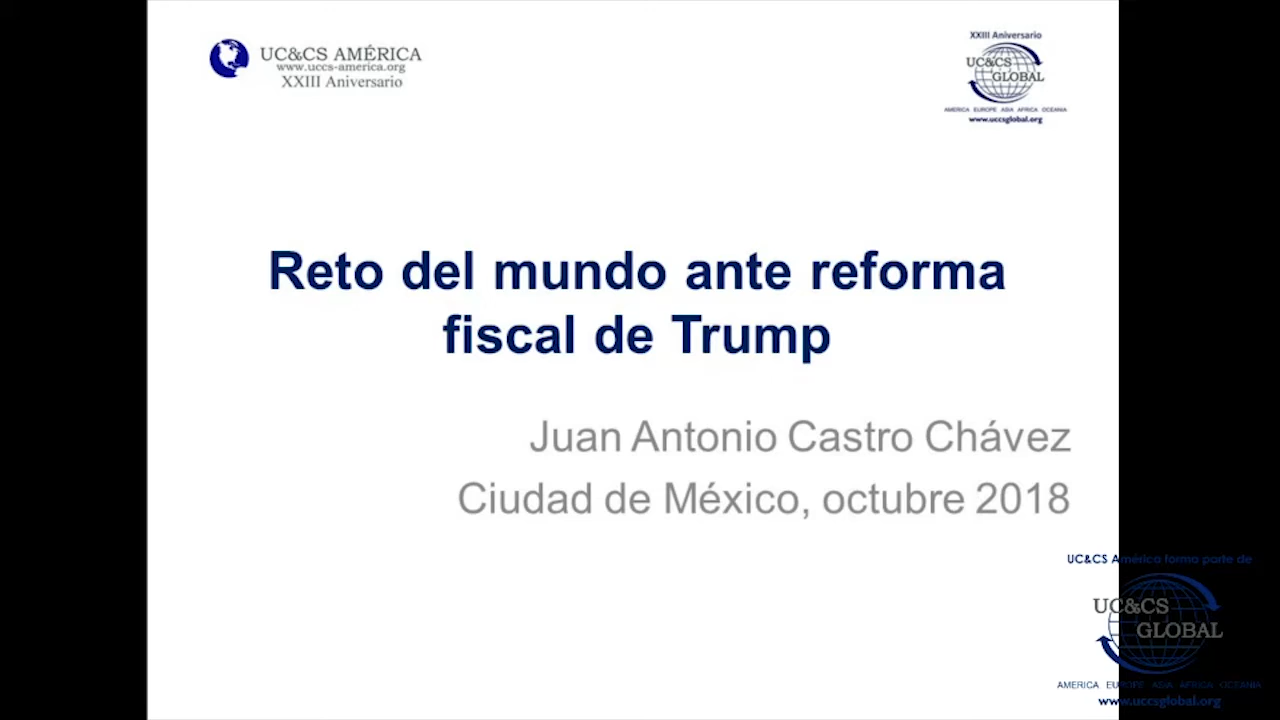 UC&CS AMÉRICA
www.uccs-america.org
XXIII Aniversario
XXIII Aniversario
UC&CS
GLOBAL
AMERICA EUROPE ASIA AFRICA OCEANIA
www.uccsglobal.org
Reto del mundo ante reforma
fiscal de Trump
Juan Antonio Castro Chávez
Ciudad de México, octubre 2018
UC&CS América forma parte de
UC&CS
GLOBAL
AMERICA EUROPE ASIA AFRICA OCEANIA
www.uccsglobal.org